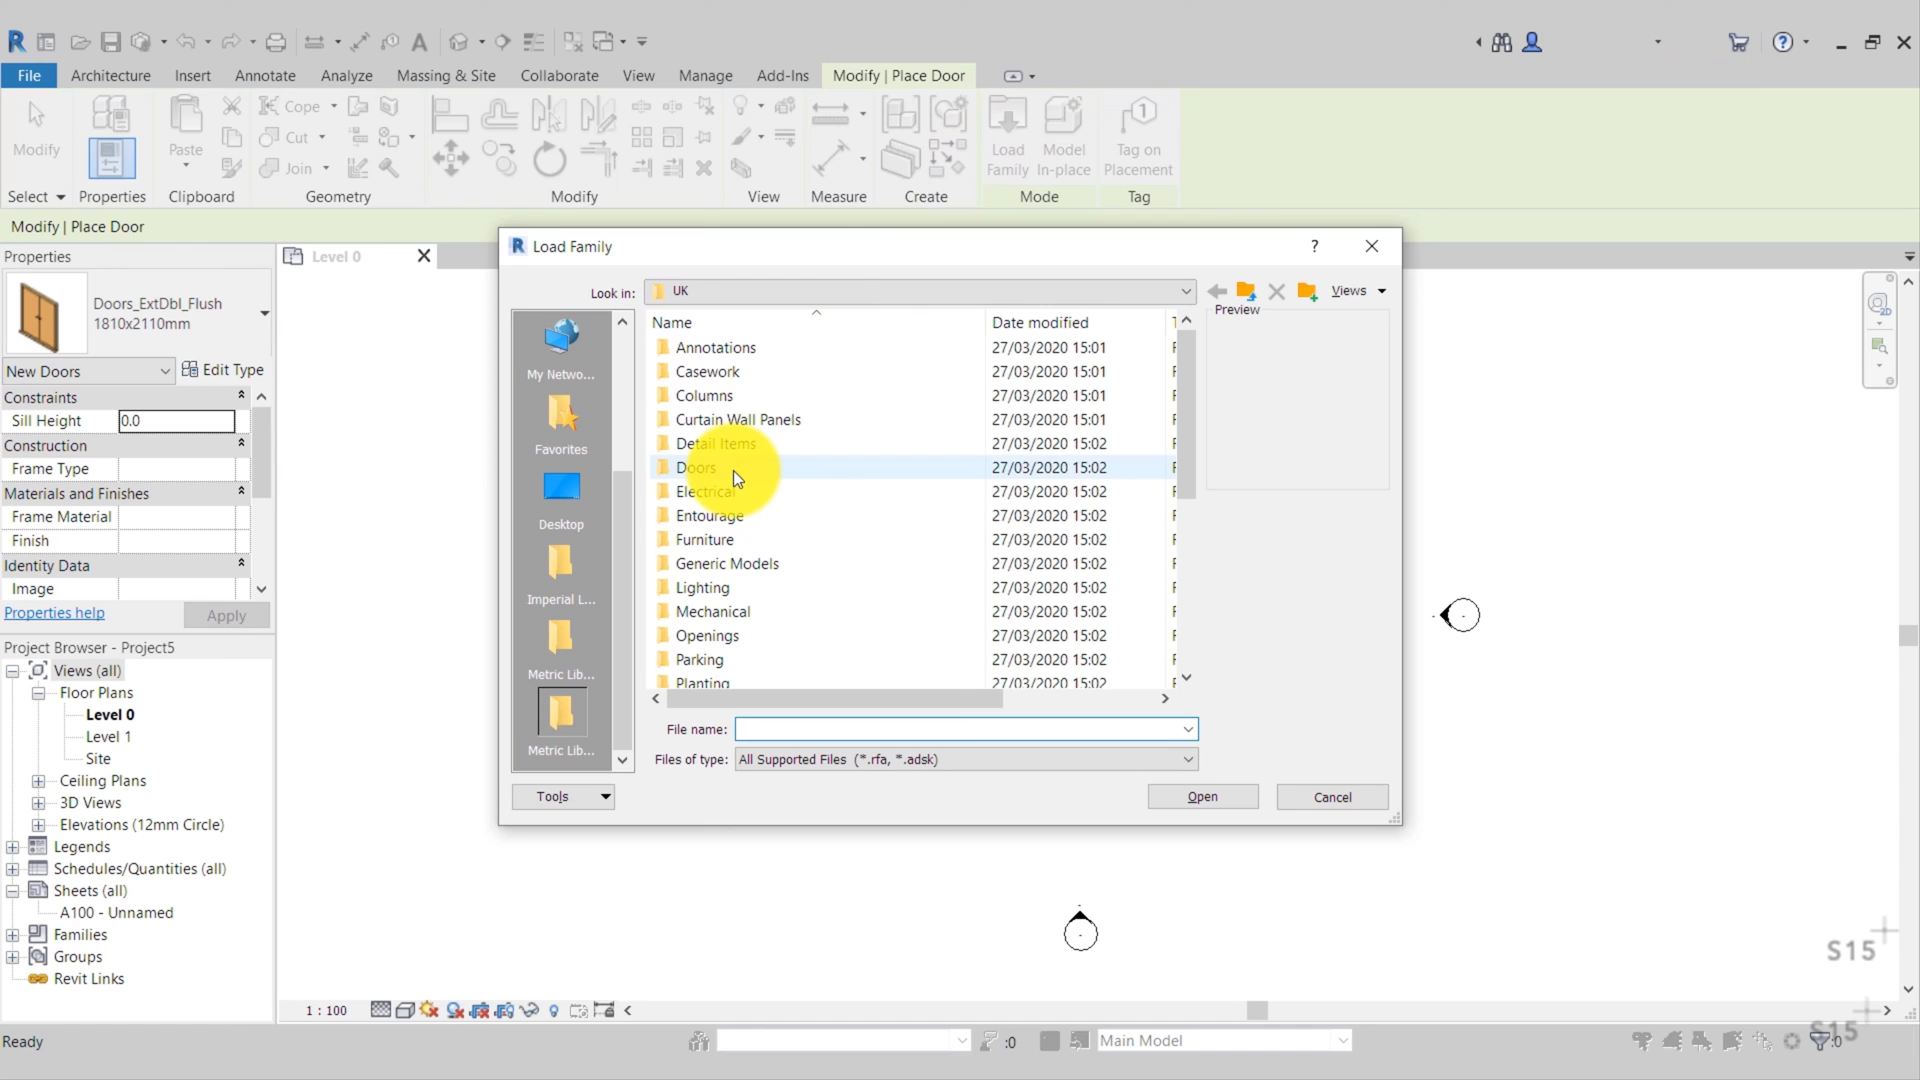 File Architecture Insert Annotate Analyze Massing & Site Collaborate View Manage Add-Ins Modify | Place Door
Modify Paste Cope Cut Join Load Family Model In-place Tag on Placement
Select Properties Clipboard Geometry Modify View Measure Create Mode Tag
Modify | Place Door
Properties
Doors_ExtDbl_Flush
1810x2110mm
New Doors Edit Type
Constraints
Sill Height 0.0
Construction
Frame Type
Materials and Finishes
Frame Material
Finish
Identity Data
Image
Properties help Apply
Project Browser - Project5
Views (all)
Floor Plans
Level 0
Level 1
Site
Ceiling Plans
3D Views
Elevations (12mm Circle)
Legends
Schedules/Quantities (all)
Sheets (all)
A100 - Unnamed
Families
Groups
Revit Links
Level 0
Load Family
Look in: UK Views
My Netwo...
Favorites
Desktop
Imperial L...
Metric Lib...
Metric Lib...
Name Date modified
Annotations 27/03/2020 15:01
Casework 27/03/2020 15:01
Columns 27/03/2020 15:01
Curtain Wall Panels 27/03/2020 15:01
Detail Items 27/03/2020 15:02
Doors 27/03/2020 15:02
Electrical 27/03/2020 15:02
Entourage 27/03/2020 15:02
Furniture 27/03/2020 15:02
Generic Models 27/03/2020 15:02
Lighting 27/03/2020 15:02
Mechanical 27/03/2020 15:02
Openings 27/03/2020 15:02
Parking 27/03/2020 15:02
Planting 27/03/2020 15:02
Preview
File name:
Files of type: All Supported Files (*.rfa, *.adsk)
Tools Open Cancel
S15
1 : 100
Ready :0 Main Model :0
S15